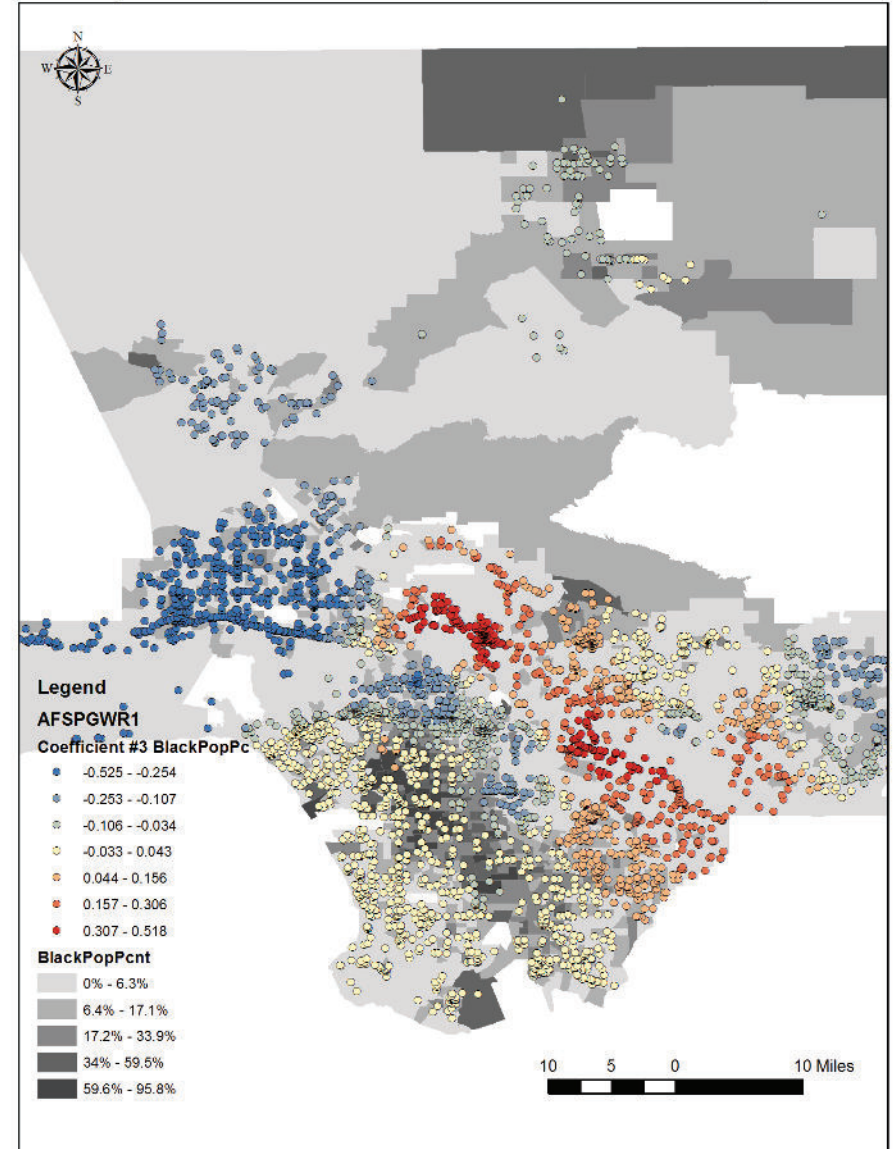 N
W E
S
Legend
AFSPGWR1
Coefficient #3 BlackPopPc
-0.525 - -0.254
-0.253 - -0.107
-0.106 - -0.034
-0.033 - 0.043
0.044 - 0.156
0.157 - 0.306
0.307 - 0.518
BlackPopPcnt
0% - 6.3%
6.4% - 17.1%
17.2% - 33.9%
34% - 59.5%
59.6% - 95.8%
10 5 0 10 Miles